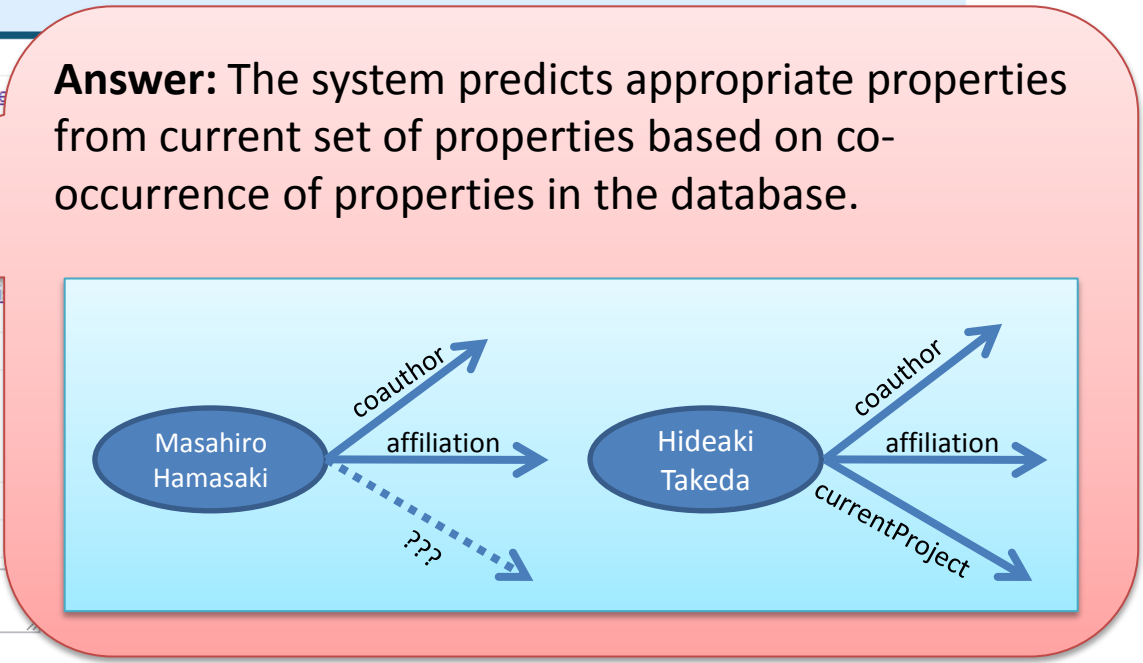 Answer: The system predicts appropriate properties
from current set of properties based on co-
occurrence of properties in the database.
coauthor
affiliation
???
Masahiro
Hamasaki
coauthor
affiliation
currentProject
Hideaki
Takeda